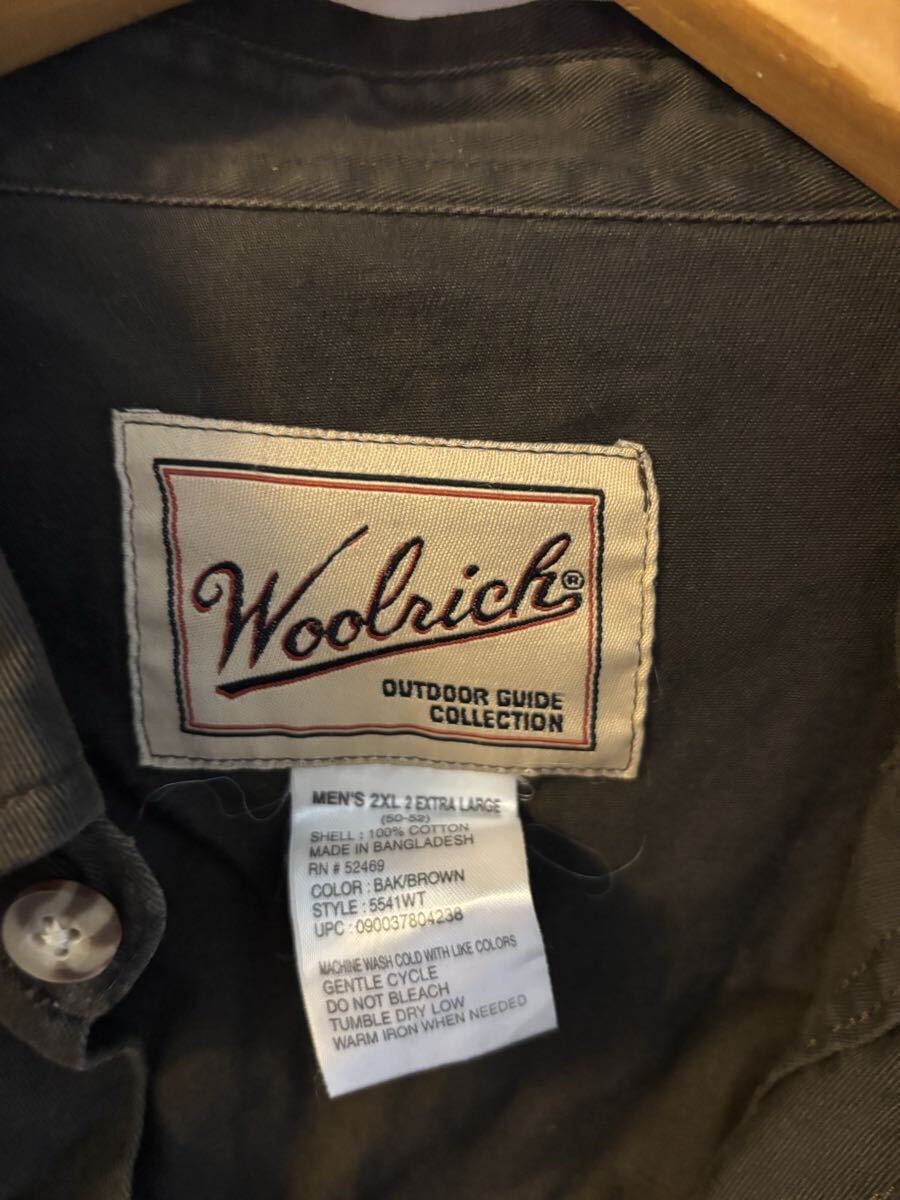 Woolrich®
OUTDOOR GUIDE
COLLECTION
MEN'S 2XL 2 EXTRA LARGE
(50-52)
SHELL : 100% COTTON
MADE IN BANGLADESH
RN # 52469
COLOR : BAK/BROWN
STYLE : 5541WT
UPC : 090037804238
MACHINE WASH COLD WITH LIKE COLORS
GENTLE CYCLE
DO NOT BLEACH
TUMBLE DRY LOW
WARM IRON WHEN NEEDED